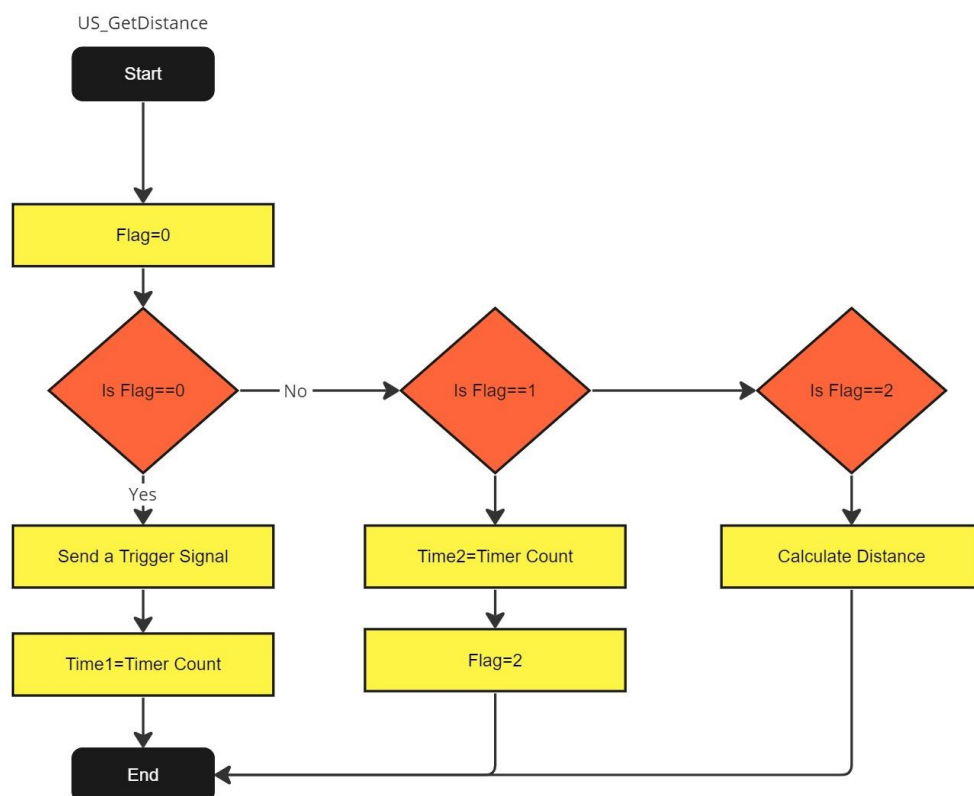 US_GetDistance
Start
Flag=0
Is Flag==0
No
Is Flag==1
Is Flag==2
Yes
Send a Trigger Signal
Time2=Timer Count
Calculate Distance
Time1=Timer Count
Flag=2
End